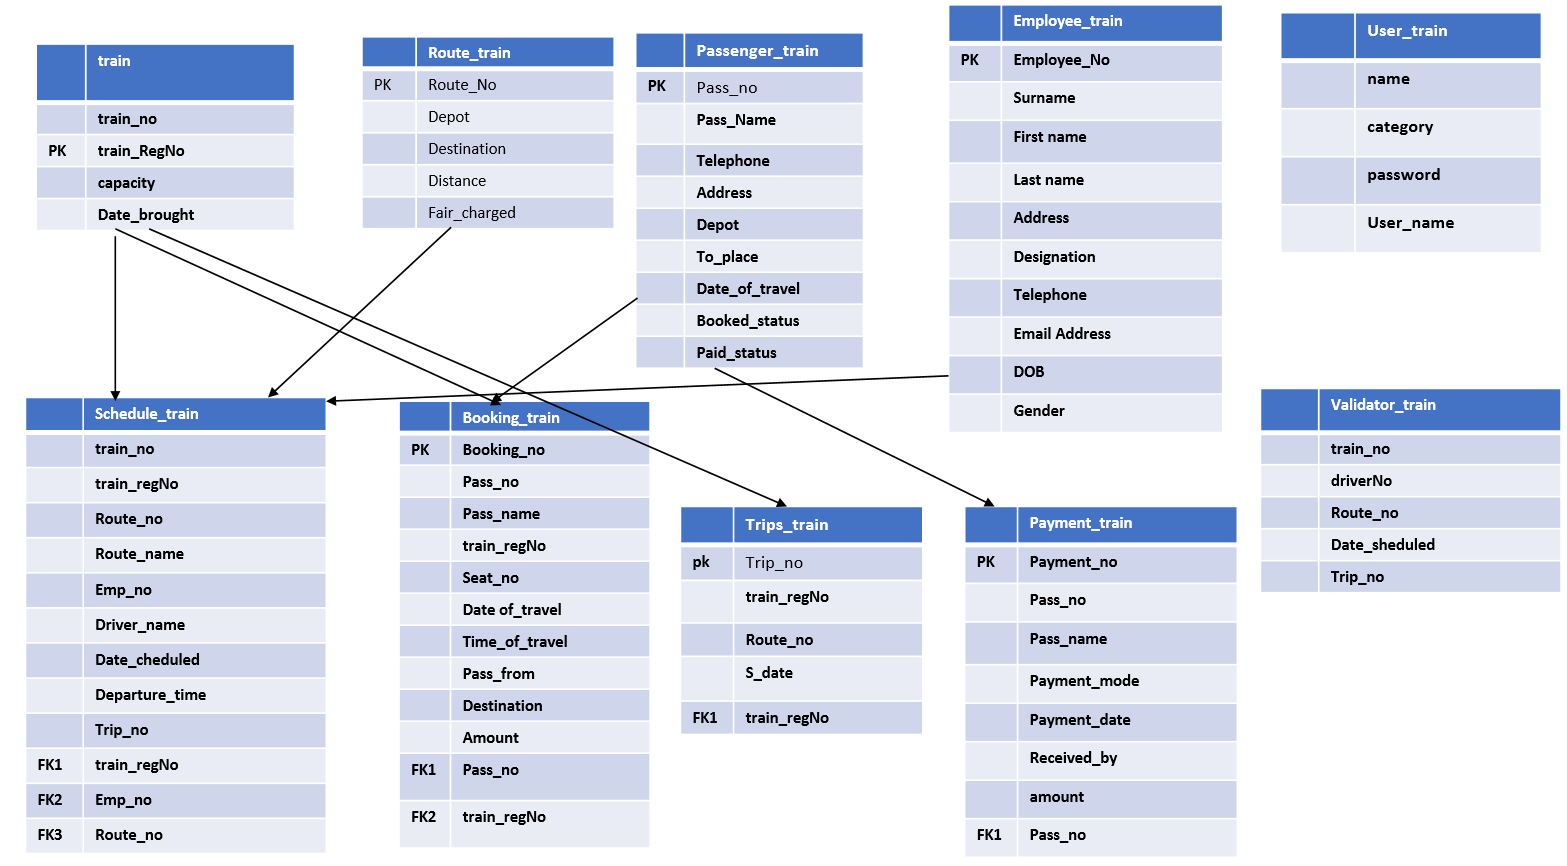 train
train_no
PK train_RegNo
capacity
Date_brought
Route_train
PK Route_No
Depot
Destination
Distance
Fair_charged
Passenger_train
PK Pass_no
Pass_Name
Telephone
Address
Depot
To_place
Date_of_travel
Booked_status
Paid_status
Employee_train
PK Employee_No
Surname
First name
Last name
Address
Designation
Telephone
Email Address
DOB
Gender
User_train
name
category
password
User_name
Schedule_train
train_no
train_regNo
Route_no
Route_name
Emp_no
Driver_name
Date_cheduled
Departure_time
Trip_no
FK1 train_regNo
FK2 Emp_no
FK3 Route_no
Booking_train
PK Booking_no
Pass_no
Pass_name
train_regNo
Seat_no
Date of_travel
Time_of_travel
Pass_from
Destination
Amount
FK1 Pass_no
FK2 train_regNo
Trips_train
pk Trip_no
train_regNo
Route_no
S_date
FK1 train_regNo
Payment_train
PK Payment_no
Pass_no
Pass_name
Payment_mode
Payment_date
Received_by
amount
FK1 Pass_no
Validator_train
train_no
driverNo
Route_no
Date_sheduled
Trip_no